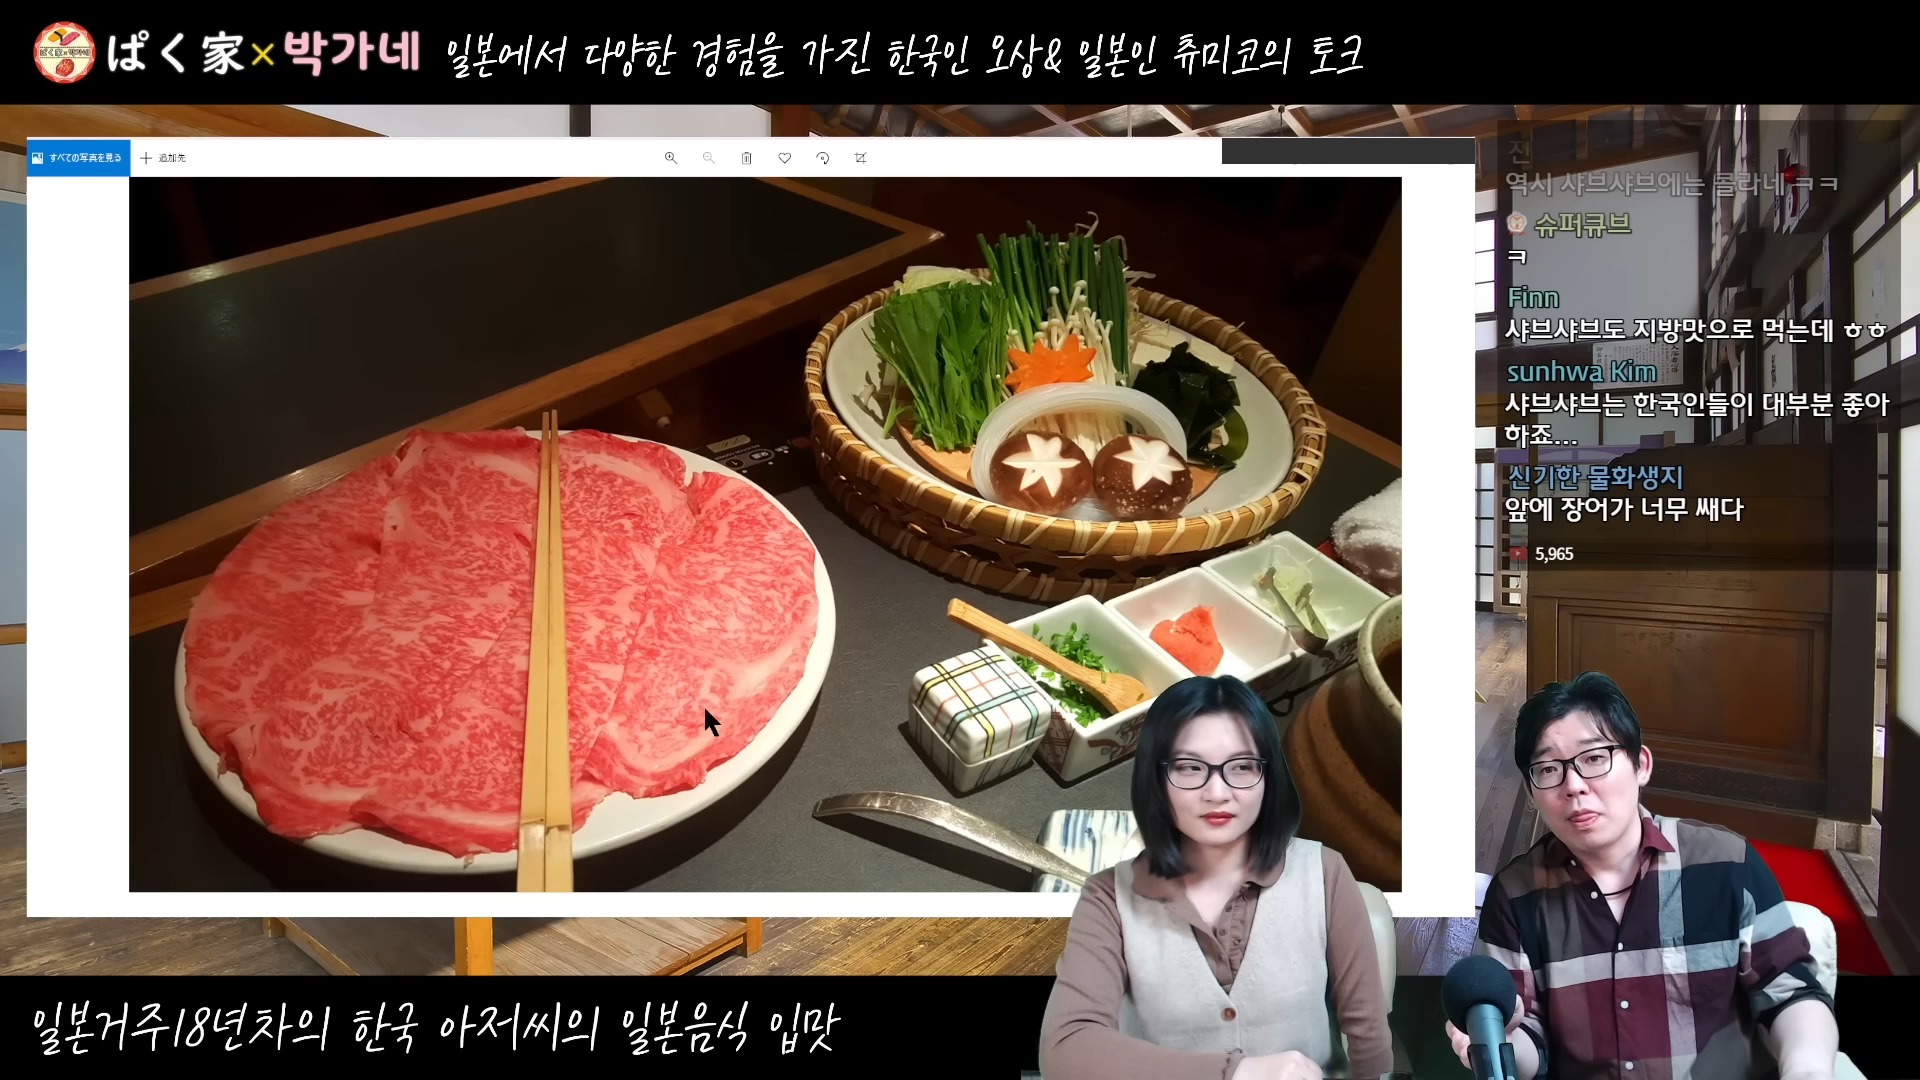 ぱく家×박가네 일본에서 다양한 경험을 가진 한국인 오상& 일본인 츄미코의 토크
すべての写真を見る 追加先
진
역시 샤브샤브에는 몰라네 ㅋㅋ
슈퍼큐브
ㅋ
Finn
샤브샤브도 지방맛으로 먹는데 ㅎㅎ
sunhwa Kim
샤브샤브는 한국인들이 대부분 좋아
하죠...
신기한 물화생지
앞에 장어가 너무 쌔다
5,965
일본거주18년차의 한국 아저씨의 일본음식 입맛